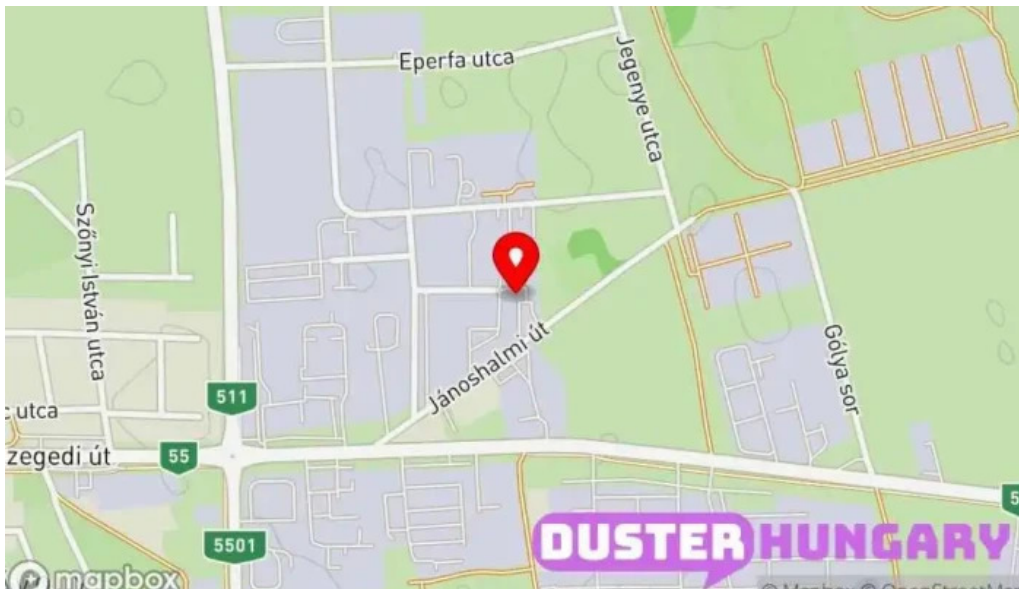 Eperfa utca
Jegenye utca
Szőnyi István utca
Jánoshalmi út
Gólya sor
511
utca
zegedi út
55
5501
5
DUSTER HUNGARY
mapbox
© Mapbox © OpenStreetMap